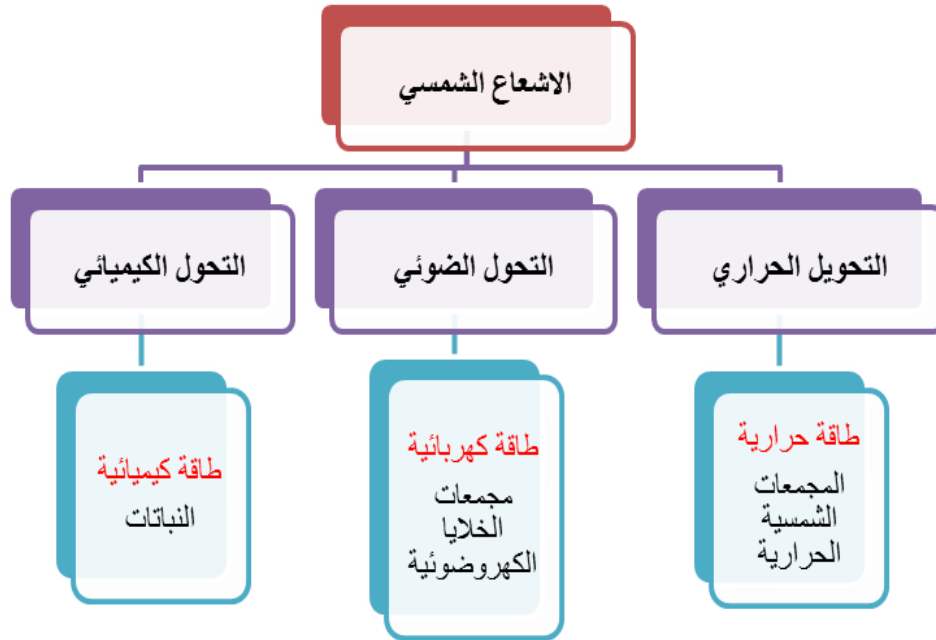 الاشعاع الشمسي
التحويل الحراري
التحول الضوئي
التحول الكيميائي
طاقة حرارية
المجمعات
الشمسية
الحرارية
طاقة كهربائية
مجمعات
الخلايا
الكهروضوئية
طاقة كيميائية
النباتات